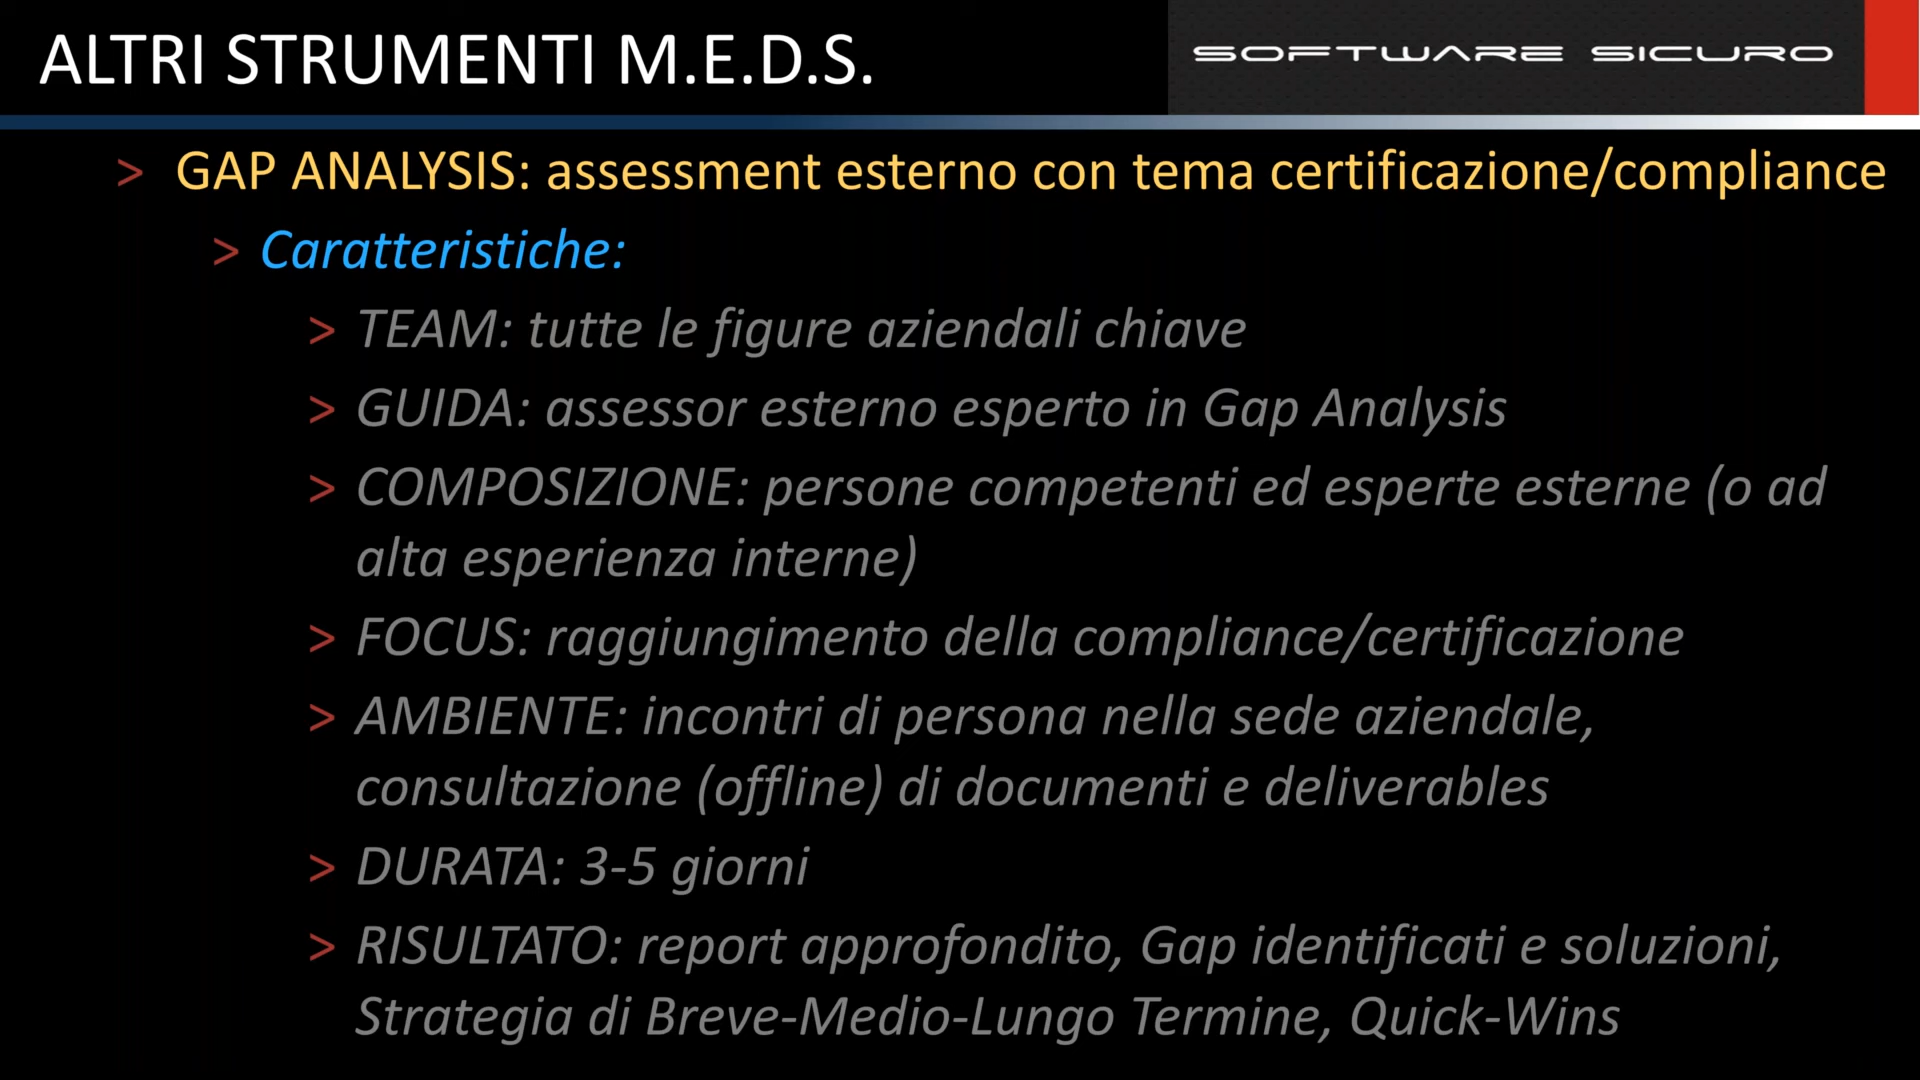 ALTRI STRUMENTI M.E.D.S.
SOFTWARE SICURO
> GAP ANALYSIS: assessment esterno con tema certificazione/compliance
> Caratteristiche:
> TEAM: tutte le figure aziendali chiave
> GUIDA: assessor esterno esperto in Gap Analysis
> COMPOSIZIONE: persone competenti ed esperte esterne (o ad
alta esperienza interne)
> FOCUS: raggiungimento della compliance/certificazione
> AMBIENTE: incontri di persona nella sede aziendale,
consultazione (offline) di documenti e deliverables
> DURATA: 3-5 giorni
> RISULTATO: report approfondito, Gap identificati e soluzioni,
Strategia di Breve-Medio-Lungo Termine, Quick-Wins